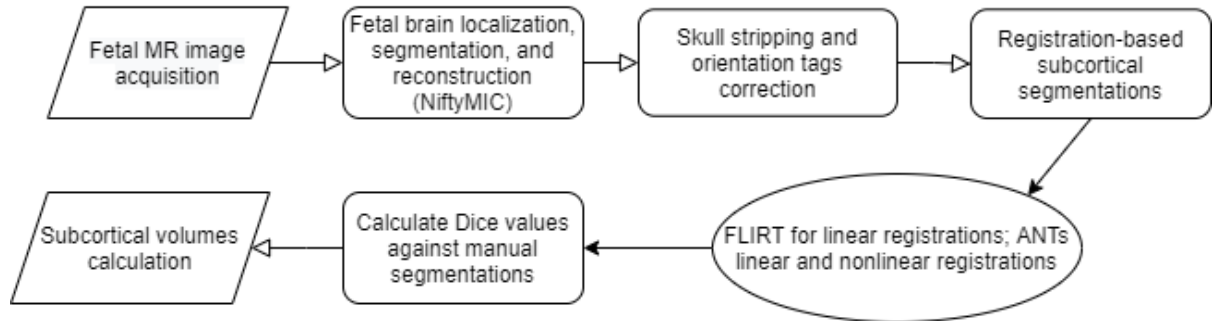 Fetal MR image
acquisition
Fetal brain localization,
segmentation, and
reconstruction
(NiftyMIC)
Skull stripping and
orientation tags
correction
Registration-based
subcortical
segmentations
FLIRT for linear registrations; ANTs
linear and nonlinear registrations
Calculate Dice values
against manual
segmentations
Subcortical volumes
calculation